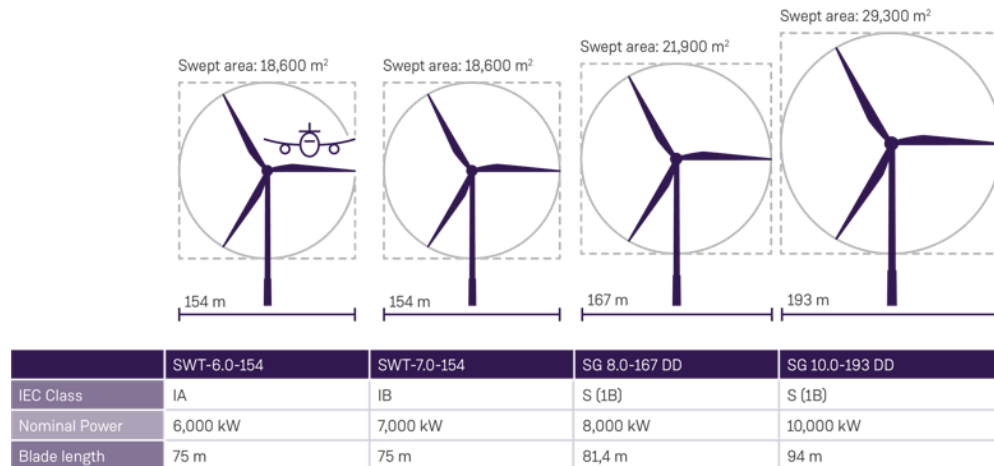 Swept area: 18,600 m²
Swept area: 18,600 m²
Swept area: 21,900 m²
Swept area: 29,300 m²
154 m
154 m
167 m
193 m
SWT-6.0-154 SWT-7.0-154 SG 8.0-167 DD SG 10.0-193 DD
IEC Class IA IB S (1B) S (1B)
Nominal Power 6,000 kW 7,000 kW 8,000 kW 10,000 kW
Blade length 75 m 75 m 81,4 m 94 m